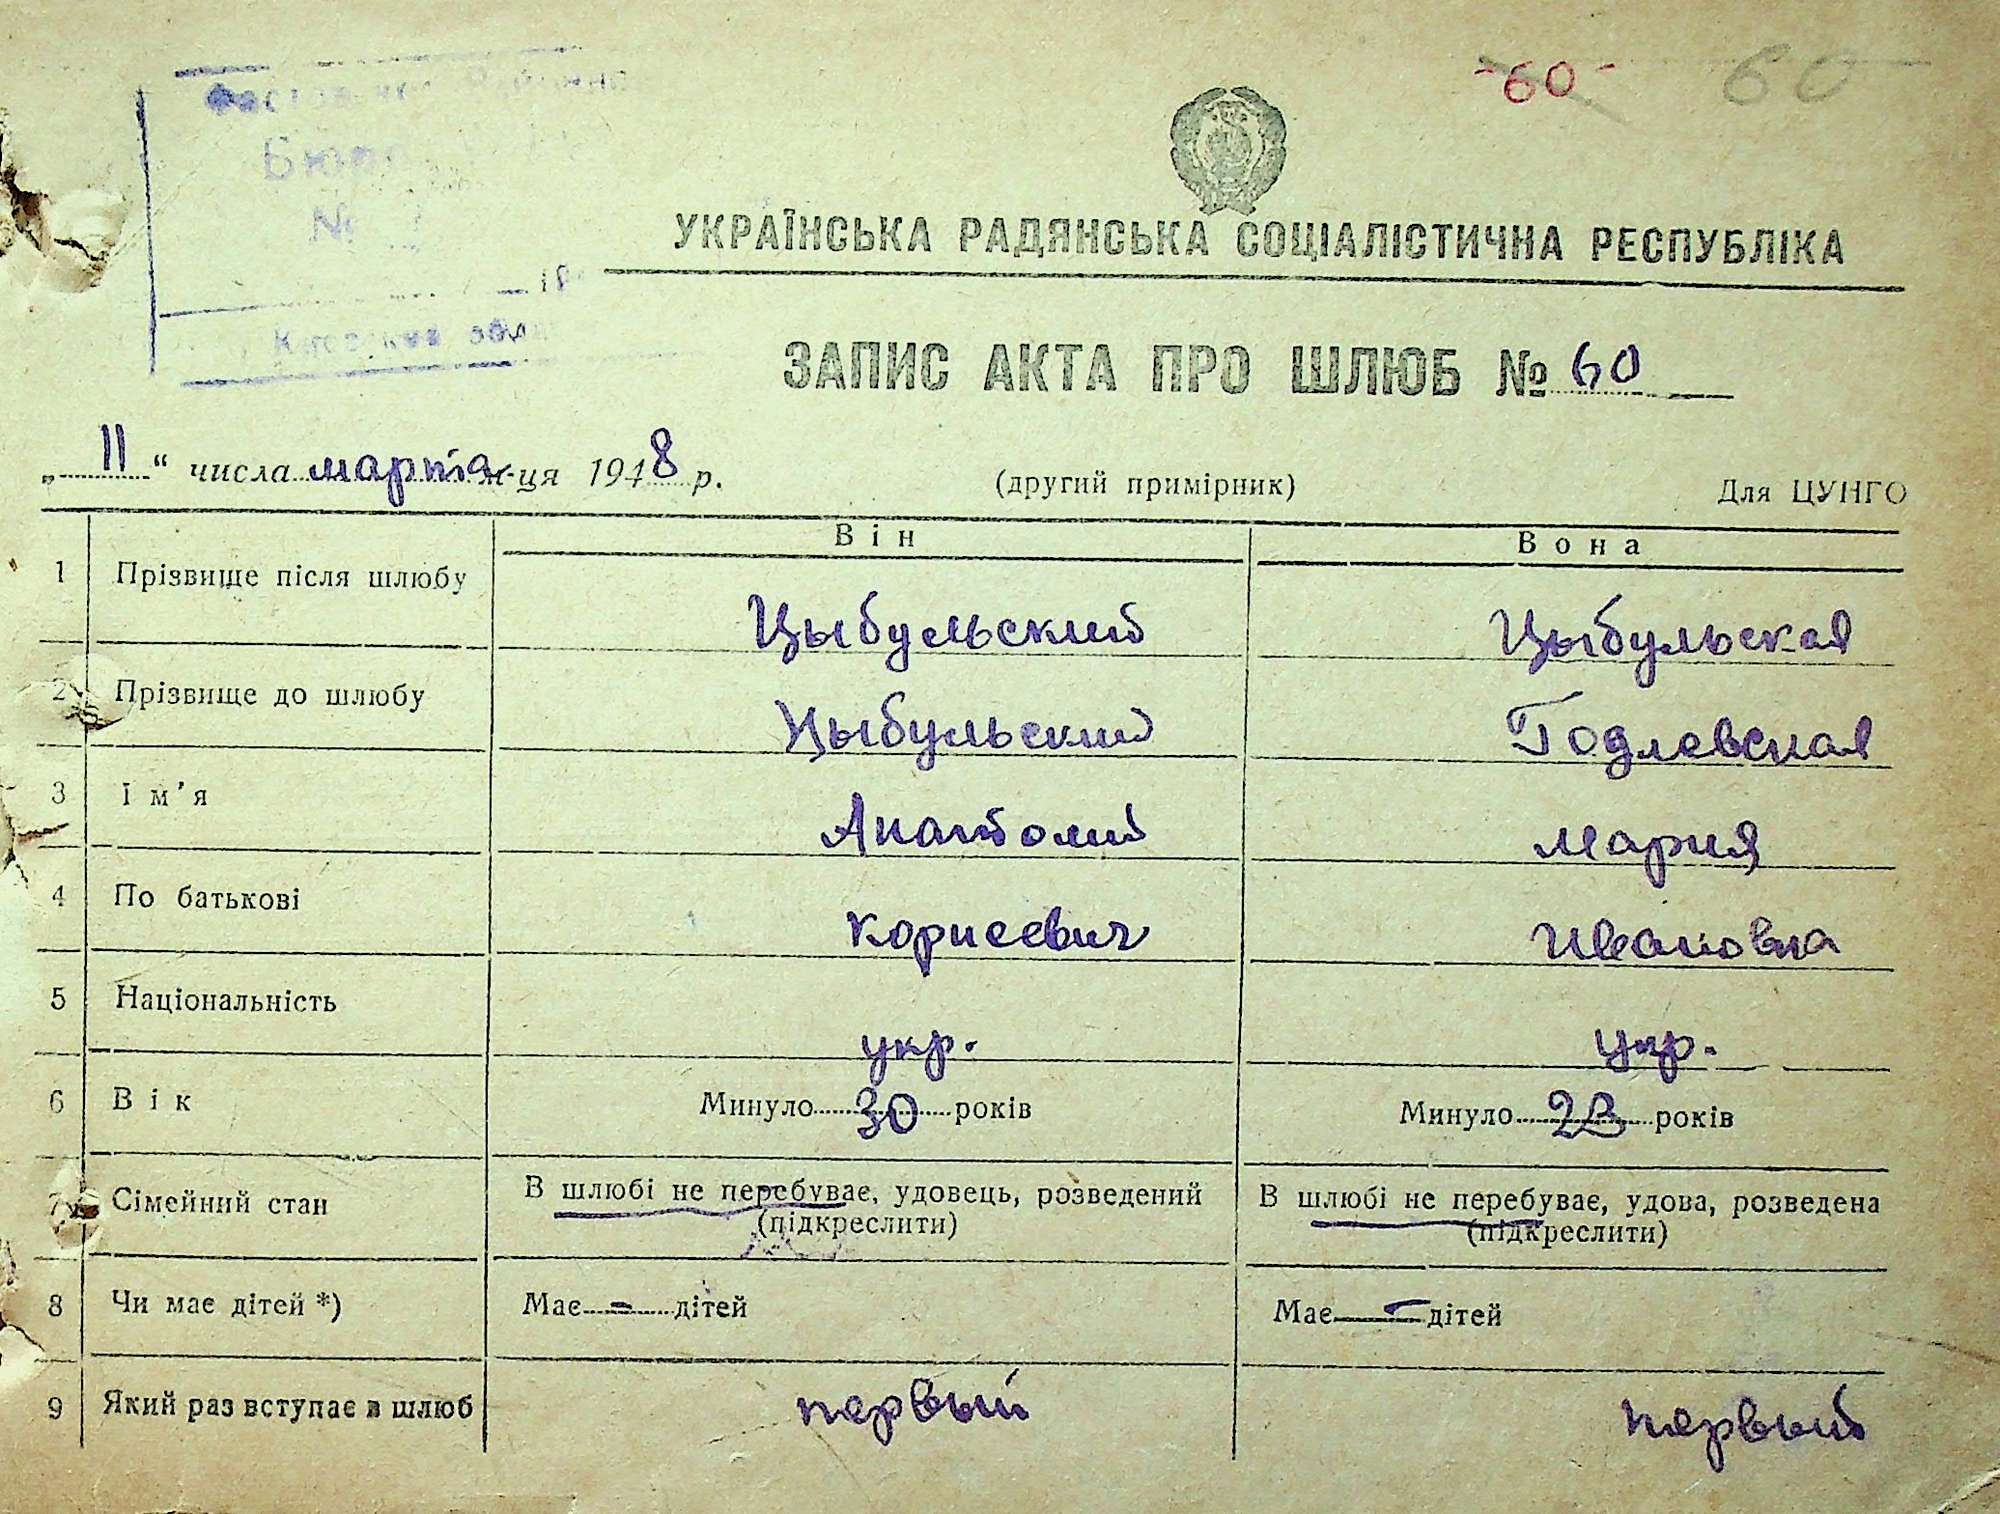 -60- 60
Бюро
№
УКРАЇНСЬКА РАДЯНСЬКА СОЦІАЛІСТИЧНА РЕСПУБЛІКА
ЗАПИС АКТА ПРО ШЛЮБ № 60
„ 11 “ числа марта м-ця 1948 р. (другий примірник) Для ЦУНГО
Він Вона
1 Прізвище після шлюбу Цыбульский Цыбульская
2 Прізвище до шлюбу Цыбульский Годлевская
3 Ім’я Анатолий Мария
4 По батькові Корнеевич Ивановна
5 Національність укр. укр.
6 Вік Минуло 30 років Минуло 23 років
7 Сімейний стан В шлюбі не перебуває, удовець, розведений В шлюбі не перебуває, удова, розведена
(підкреслити) (підкреслити)
8 Чи має дітей *) Має - дітей Має - дітей
9 Який раз вступає в шлюб первый первый